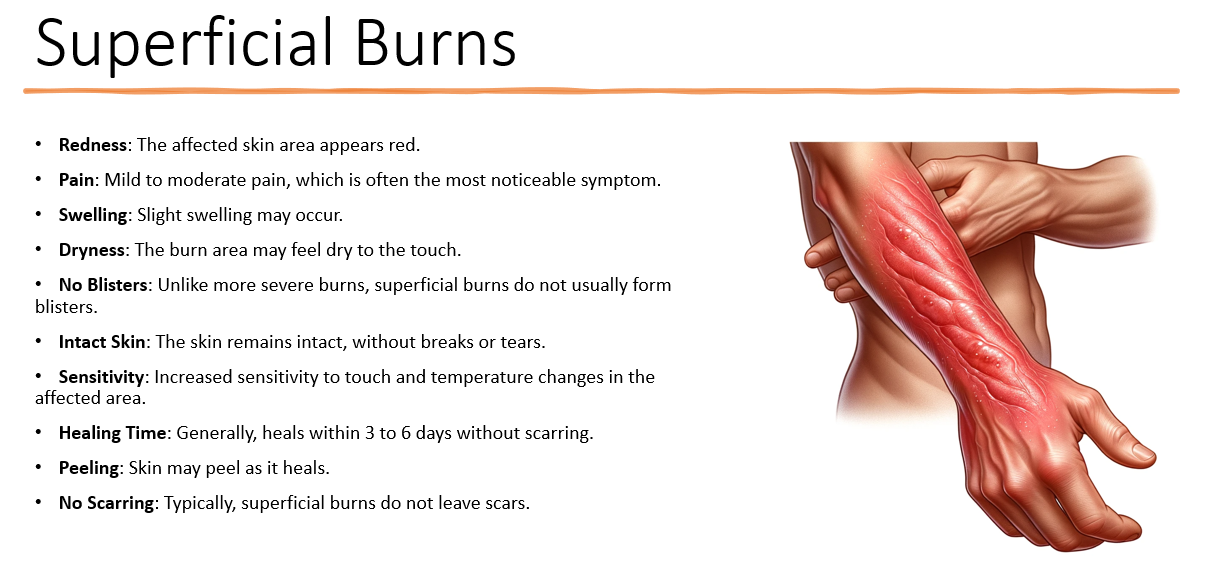 Superficial Burns
• Redness: The affected skin area appears red.
• Pain: Mild to moderate pain, which is often the most noticeable symptom.
• Swelling: Slight swelling may occur.
• Dryness: The burn area may feel dry to the touch.
• No Blisters: Unlike more severe burns, superficial burns do not usually form
blisters.
• Intact Skin: The skin remains intact, without breaks or tears.
• Sensitivity: Increased sensitivity to touch and temperature changes in the
affected area.
• Healing Time: Generally, heals within 3 to 6 days without scarring.
• Peeling: Skin may peel as it heals.
• No Scarring: Typically, superficial burns do not leave scars.